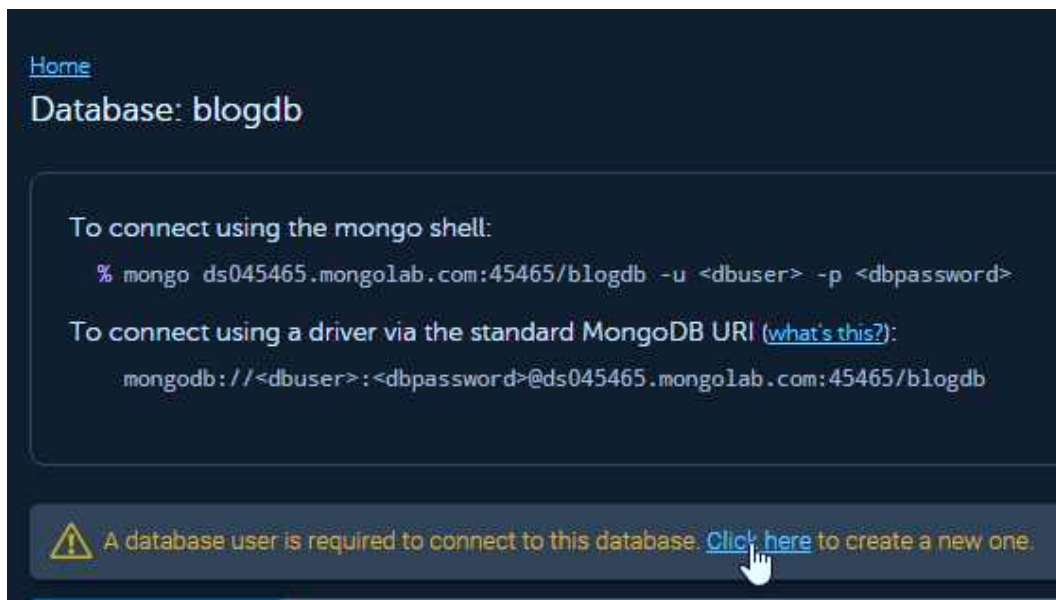 Home
Database: blogdb
To connect using the mongo shell:
% mongo ds045465.mongolab.com:45465/blogdb -u <dbuser> -p <dbpassword>
To connect using a driver via the standard MongoDB URI (what's this?):
mongodb://<dbuser>:<dbpassword>@ds045465.mongolab.com:45465/blogdb
A database user is required to connect to this database. Click here to create a new one.